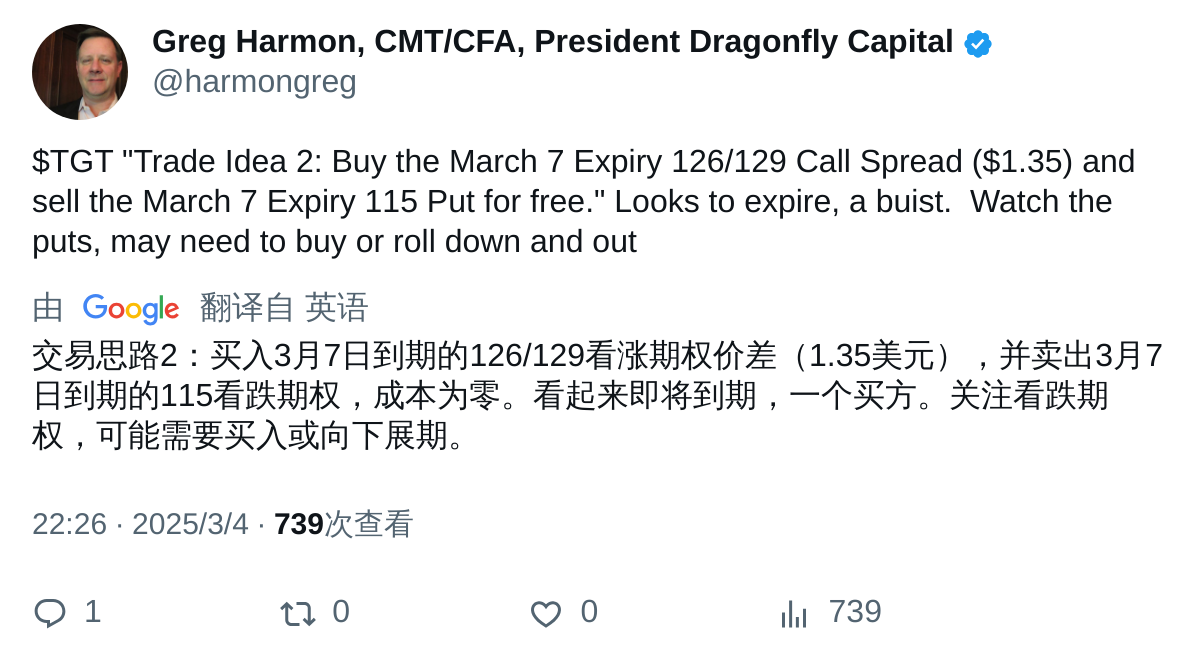 Greg Harmon, CMT/CFA, President Dragonfly Capital
@harmongreg
$TGT "Trade Idea 2: Buy the March 7 Expiry 126/129 Call Spread ($1.35) and
sell the March 7 Expiry 115 Put for free." Looks to expire, a buist.  Watch the
puts, may need to buy or roll down and out
由 Google 翻译自 英语
交易思路2：买入3月7日到期的126/129看涨期权价差（1.35美元），并卖出3月7
日到期的115看跌期权，成本为零。看起来即将到期，一个买方。关注看跌期
权，可能需要买入或向下展期。
22:26 · 2025/3/4 · 739次查看
1 0 0 739